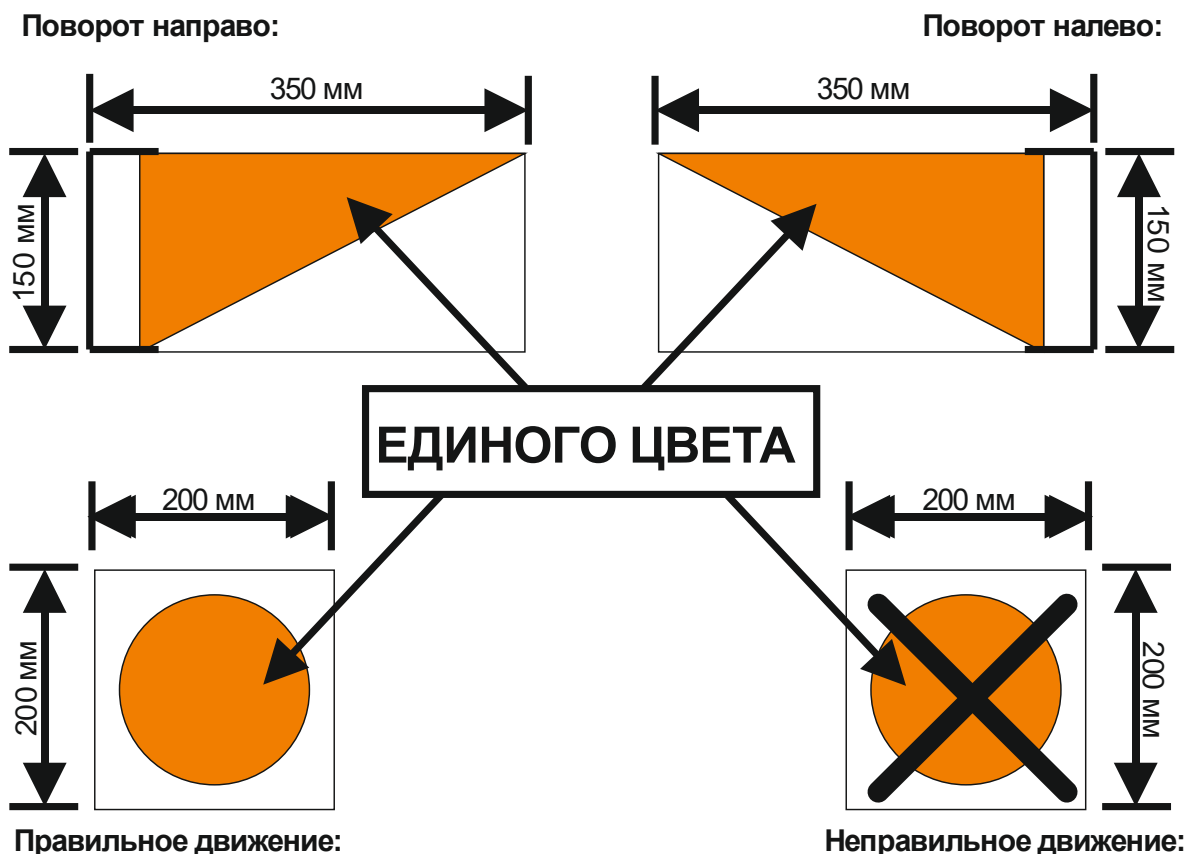 Поворот направо:
Поворот налево:
350 мм
350 мм
150 мм
150 мм
ЕДИНОГО ЦВЕТА
200 мм
200 мм
200 мм
200 мм
Правильное движение:
Неправильное движение: